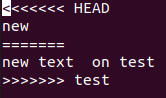 <<<<<<< HEAD
new
=======
new text  on test
>>>>>>> test